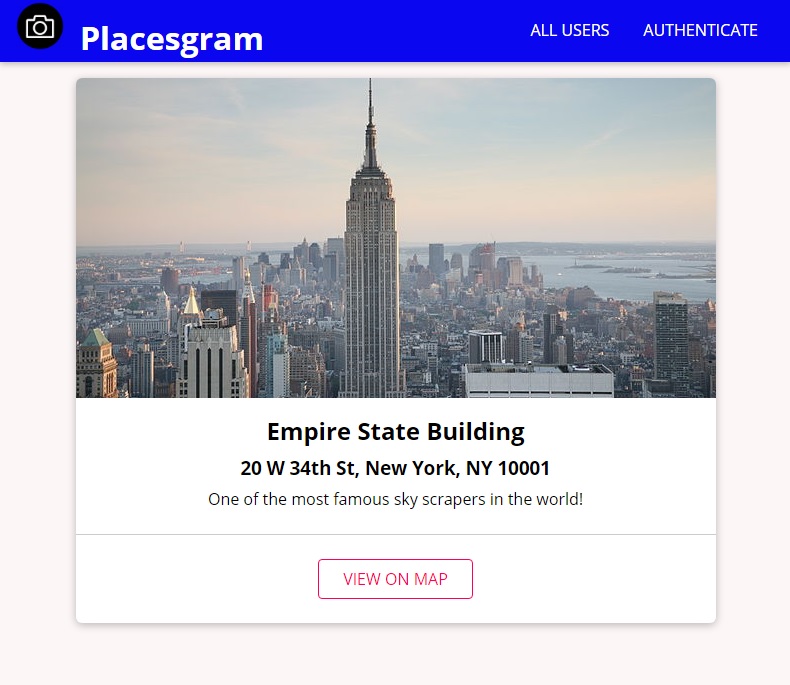 Placesgram
ALL USERS
AUTHENTICATE
Empire State Building
20 W 34th St, New York, NY 10001
One of the most famous sky scrapers in the world!
VIEW ON MAP